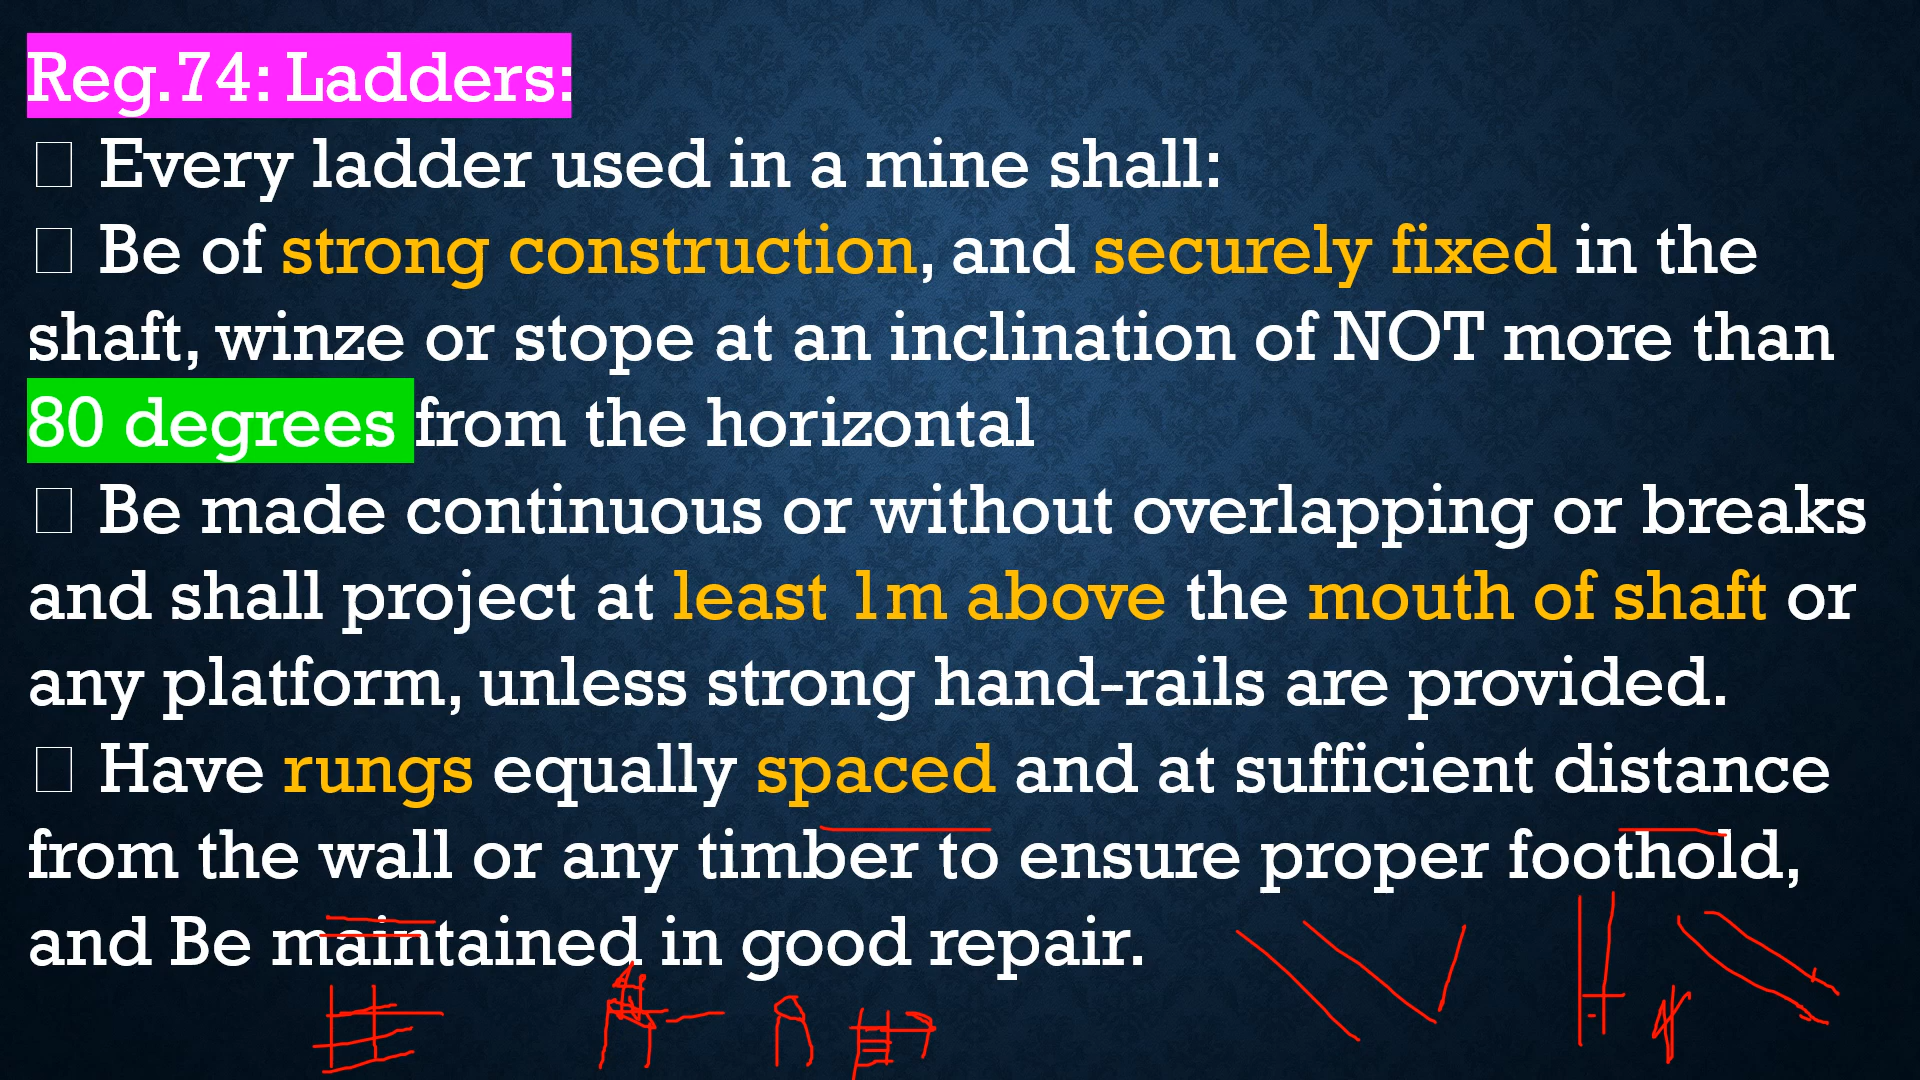 Reg.74: Ladders:
□ Every ladder used in a mine shall:
□ Be of strong construction, and securely fixed in the
shaft, winze or stope at an inclination of NOT more than
80 degrees from the horizontal
□ Be made continuous or without overlapping or breaks
and shall project at least 1m above the mouth of shaft or
any platform, unless strong hand-rails are provided.
□ Have rungs equally spaced and at sufficient distance
from the wall or any timber to ensure proper foothold,
and Be maintained in good repair.